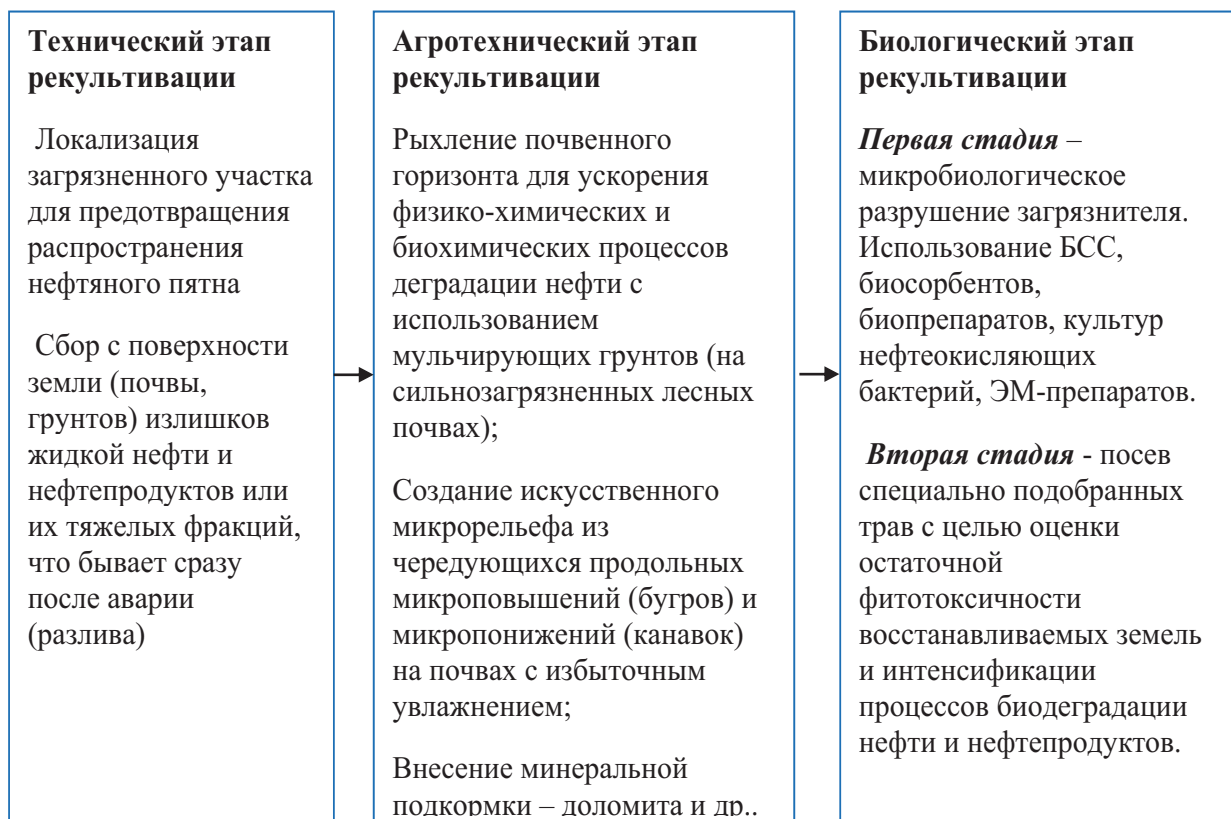 Технический этап
рекультивации
Локализация
загрязненного участка
для предотвращения
распространения
нефтяного пятна
Сбор с поверхности
земли (почвы,
грунтов) излишков
жидкой нефти и
нефтепродуктов или
их тяжелых фракций,
что бывает сразу
после аварии
(разлива)
Агротехнический этап
рекультивации
Рыхление почвенного
горизонта для ускорения
физико-химических и
биохимических процессов
деградации нефти с
использованием
мульчирующих грунтов (на
сильнозагрязненных лесных
почвах);
Создание искусственного
микрорельефа из
чередующихся продольных
микроповышений (бугров) и
микропонижений (канавок)
на почвах с избыточным
увлажнением;
Внесение минеральной
подкормки – доломита и др..
Биологический этап
рекультивации
Первая стадия –
микробиологическое
разрушение загрязнителя.
Использование БСС,
биосорбентов,
биопрепаратов, культур
нефтеокисляющих
бактерий, ЭМ-препаратов.
Вторая стадия - посев
специально подобранных
трав с целью оценки
остаточной
фитотоксичности
восстанавливаемых земель
и интенсификации
процессов биодеградации
нефти и нефтепродуктов.